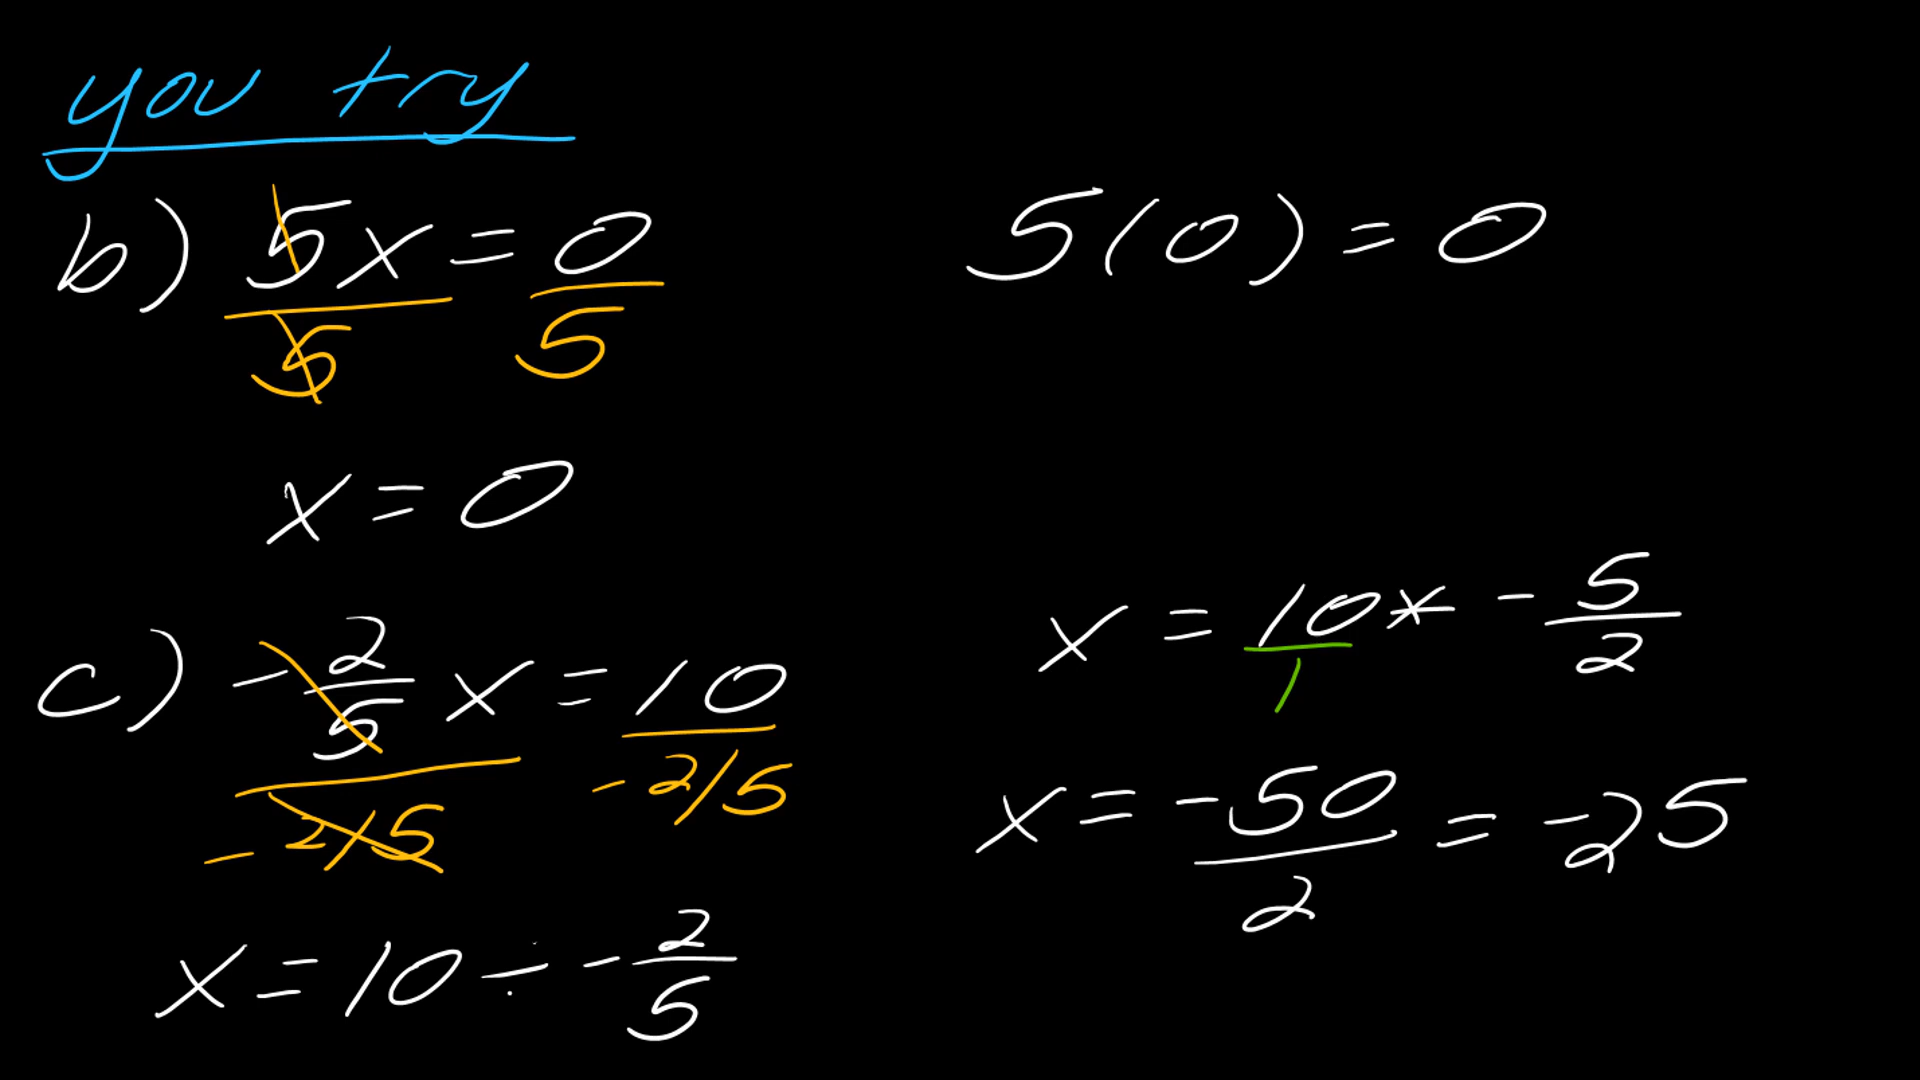 you try
b) 5x = 0
5 5
5(0) = 0
x = 0
c) - 2/5 x = 10
-2/5 -2/5
x = 10 ÷ - 2/5
x = 10/1 * - 5/2
x = -50/2 = -25